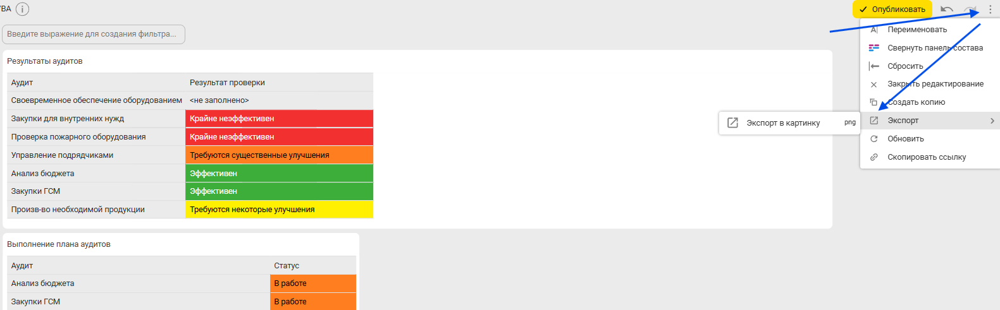 УВА
Опубликовать
Введите выражение для создания фильтра...
Переименовать
Свернуть панель состава
Сбросить
Закрыть редактирование
Создать копию
Экспорт
Экспорт в картинку png
Обновить
Скопировать ссылку
Результаты аудитов
Аудит Результат проверки
Своевременное обеспечение оборудованием <не заполнено>
Закупки для внутренних нужд Крайне неэффективен
Проверка пожарного оборудования Крайне неэффективен
Управление подрядчиками Требуются существенные улучшения
Анализ бюджета Эффективен
Закупки ГСМ Эффективен
Произв-во необходимой продукции Требуются некоторые улучшения
Выполнение плана аудитов
Аудит Статус
Анализ бюджета В работе
Закупки ГСМ В работе